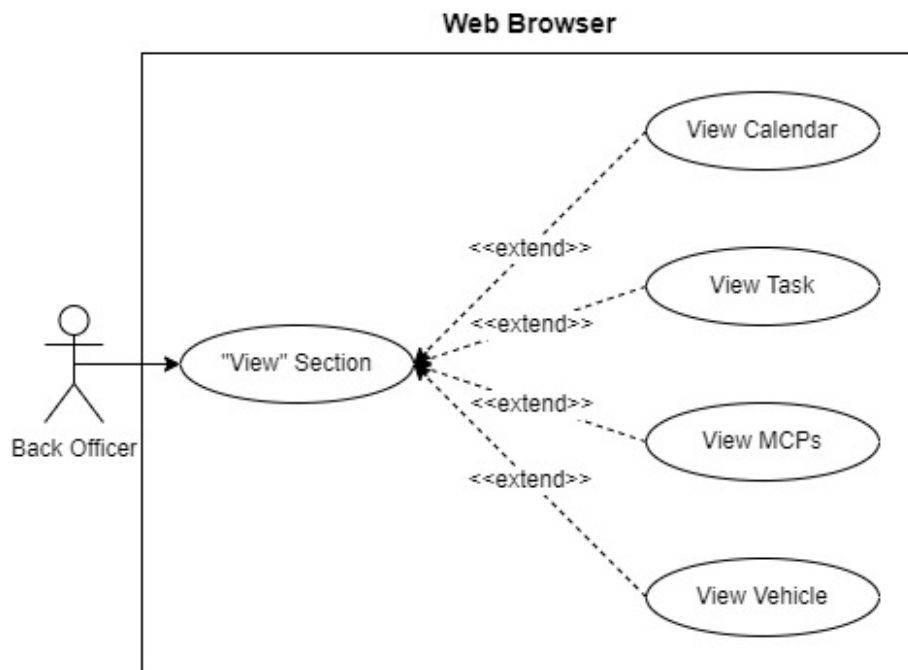 Web Browser
View Calendar
<<extend>>
View Task
<<extend>>
"View" Section
Back Officer
<<extend>>
View MCPs
<<extend>>
View Vehicle